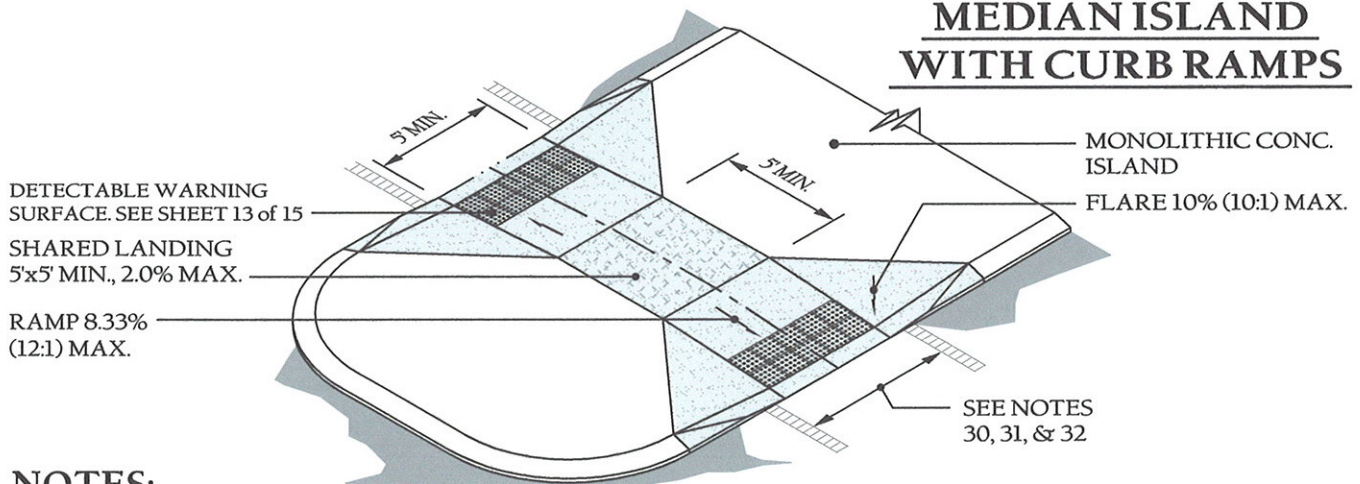 MEDIAN ISLAND
WITH CURB RAMPS
5' MIN.
5' MIN.
MONOLITHIC CONC.
ISLAND
FLARE 10% (10:1) MAX.
DETECTABLE WARNING
SURFACE. SEE SHEET 13 of 15
SHARED LANDING
5'x5' MIN., 2.0% MAX.
RAMP 8.33%
(12:1) MAX.
SEE NOTES
30, 31, & 32
NOTES: